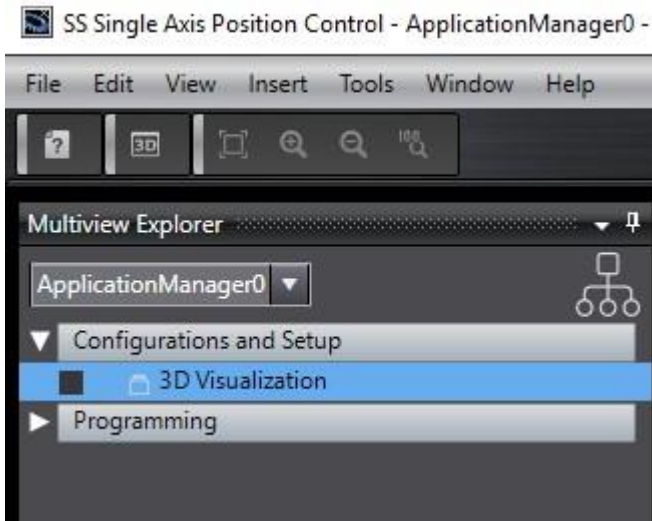 SS Single Axis Position Control - ApplicationManager0 -
File Edit View Insert Tools Window Help
? 3D 100
Multiview Explorer
ApplicationManager0
Configurations and Setup
3D Visualization
Programming